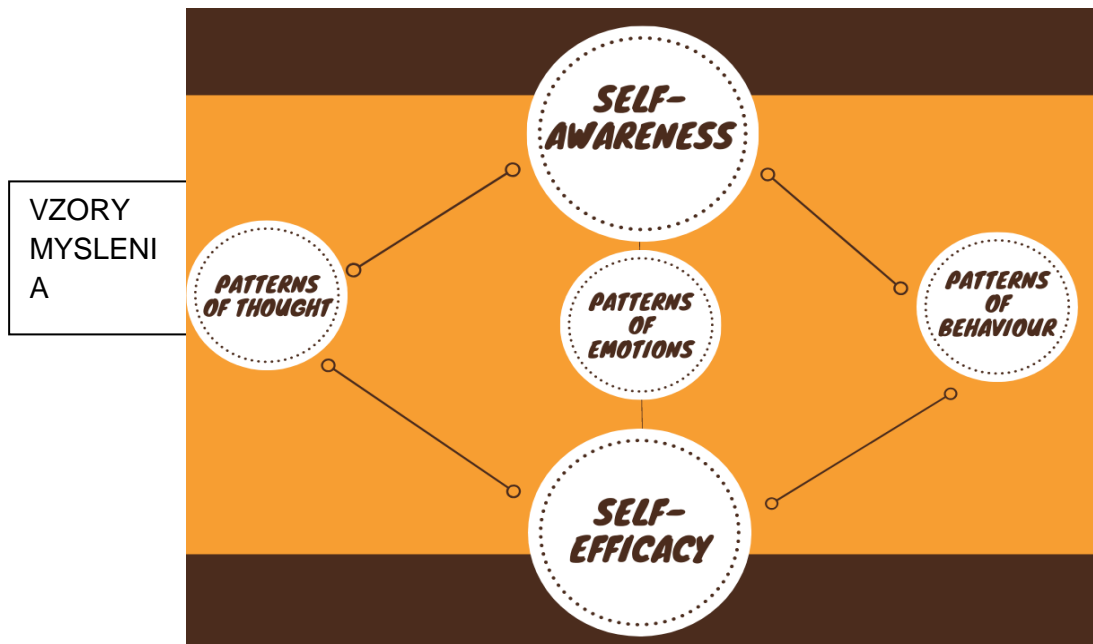 SELF-
AWARENESS
VZORY
MYSLENI
A
PATTERNS
OF THOUGHT
PATTERNS
OF
EMOTIONS
PATTERNS
OF
BEHAVIOUR
SELF-
EFFICACY